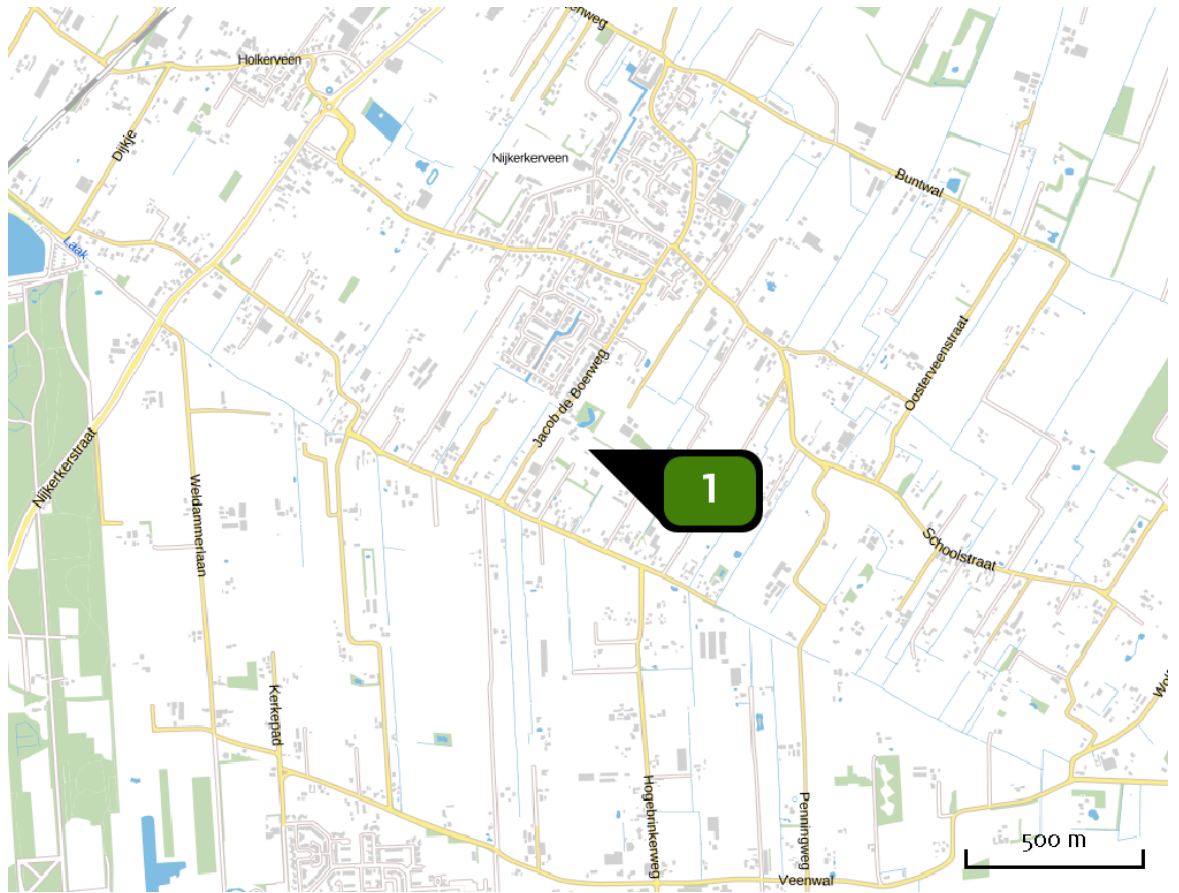 Holkerveen
Dijkje
Nijkerkerveen
Buntwal
Laak
Jacob de Boerweg
Oosterveenstraat
Nijkerkerstraat
Weldammerlaan
1
Schoolstraat
Kerkepad
Hogebrinkerweg
Penningweg
500 m
Veenwal